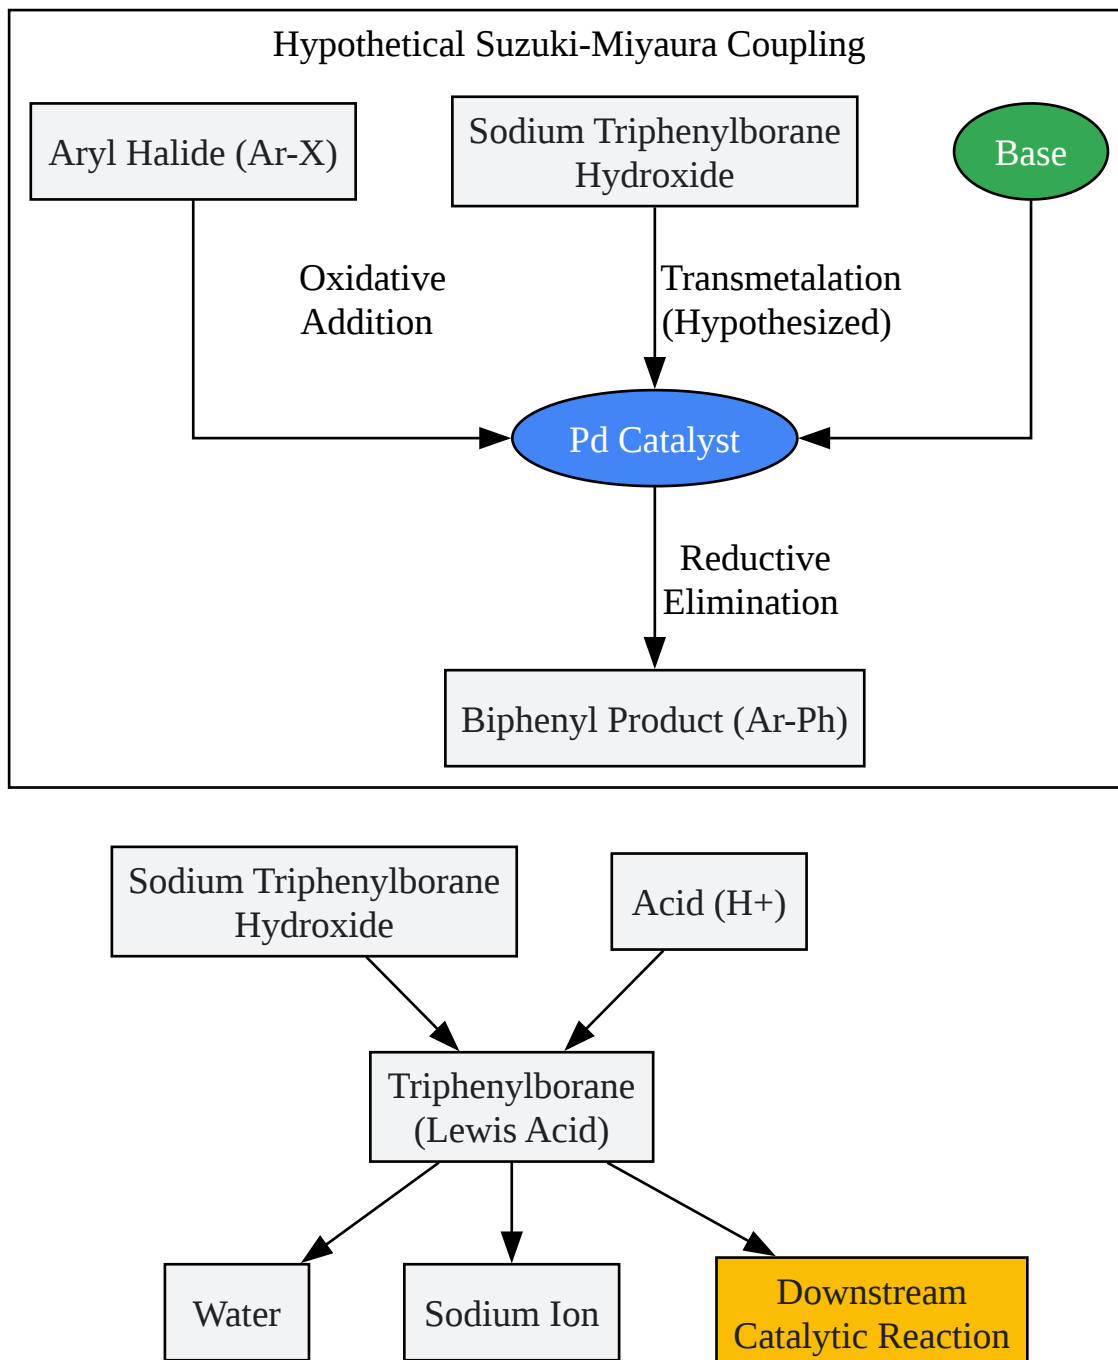 Hypothetical Suzuki-Miyaura Coupling
Aryl Halide (Ar-X)
Sodium Triphenylborane
Hydroxide
Base
Oxidative
Addition
Transmetalation
(Hypothesized)
Pd Catalyst
Reductive
Elimination
Biphenyl Product (Ar-Ph)
Sodium Triphenylborane
Hydroxide
Acid (H+)
Triphenylborane
(Lewis Acid)
Water
Sodium Ion
Downstream
Catalytic Reaction